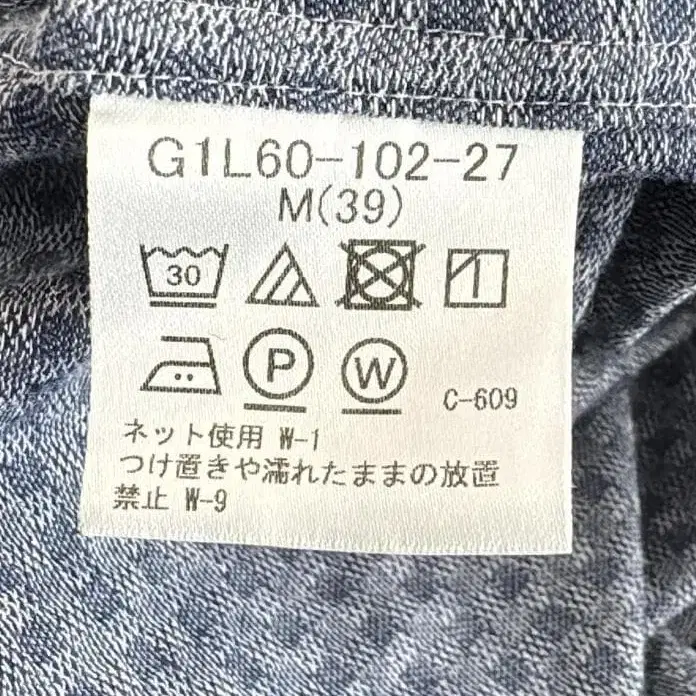 G1L60-102-27
M(39)
30
P W C-609
ネット使用 W-1
つけ置きや濡れたままの放置
禁止 W-9